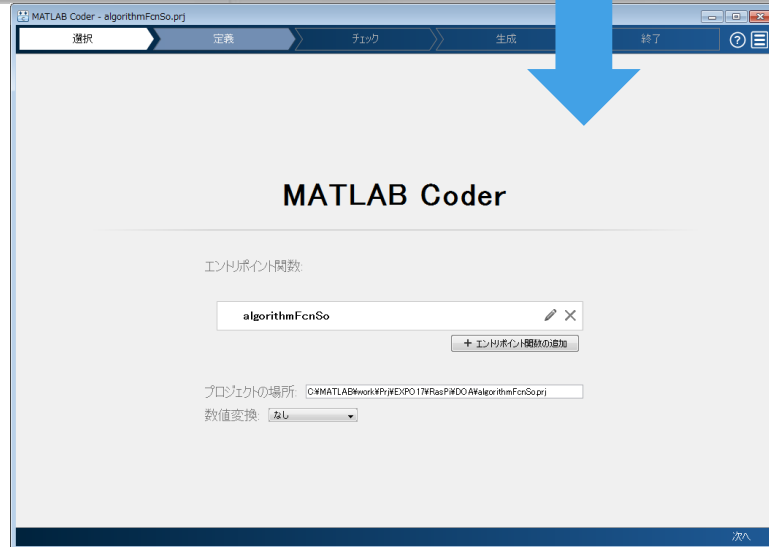 MATLAB Coder - algorithmFcnSo.prj
選択 定義 チェック 生成 終了
MATLAB Coder
エントリポイント関数:
algorithmFcnSo
+ エントリポイント関数の追加
プロジェクトの場所: C:¥MATLAB¥work¥Prj¥EXPO17¥RasPi¥DOA¥algorithmFcnSo.prj
数値変換: なし
次へ